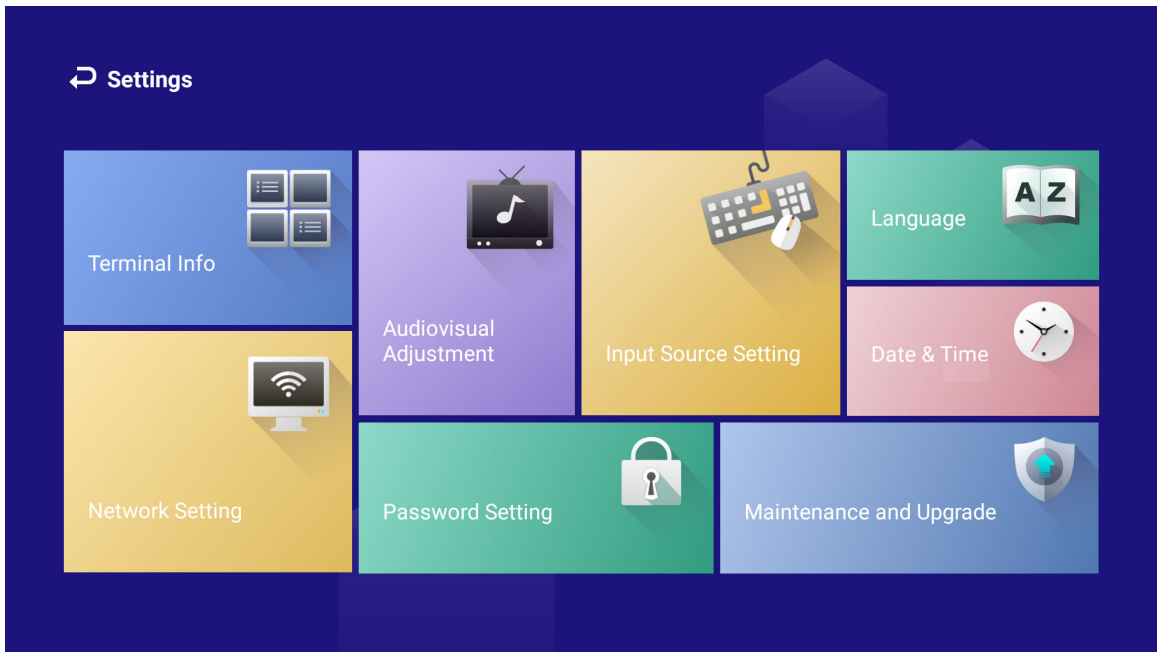 Settings
Terminal Info
Audiovisual
Adjustment
Input Source Setting
Language
A Z
Date & Time
Network Setting
Password Setting
Maintenance and Upgrade